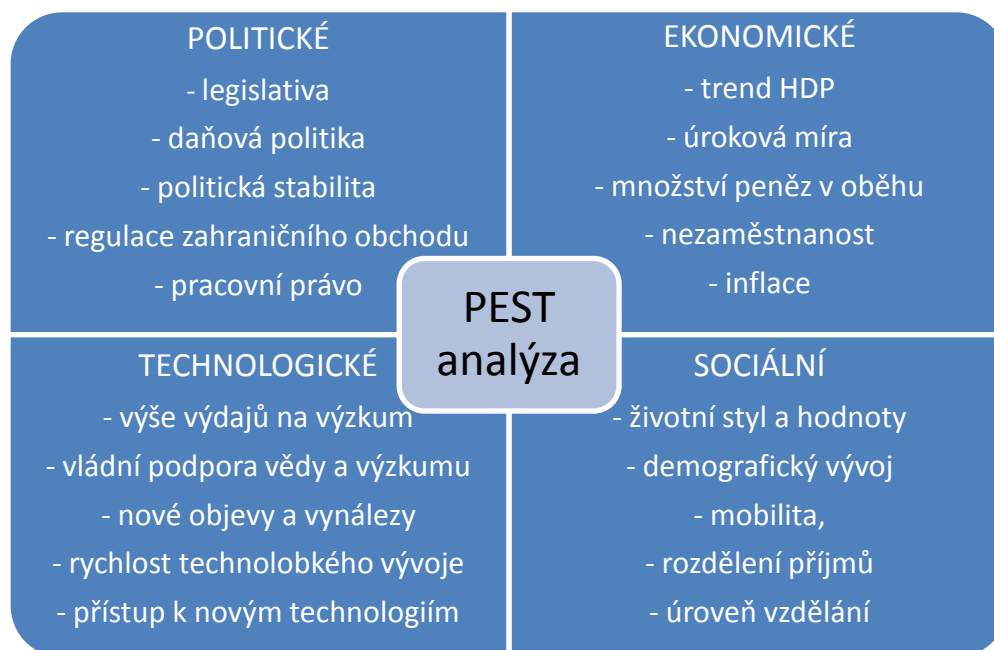 POLITICKÉ
- legislativa
- daňová politika
- politická stabilita
- regulace zahraničního obchodu
- pracovní právo
EKONOMICKÉ
- trend HDP
- úroková míra
- množství peněz v oběhu
- nezaměstnanost
- inflace
PEST
analýza
TECHNOLOGICKÉ
- výše výdajů na výzkum
- vládní podpora vědy a výzkumu
- nové objevy a vynálezy
- rychlost technolobkého vývoje
- přístup k novým technologiím
SOCIÁLNÍ
- životní styl a hodnoty
- demografický vývoj
- mobilita,
- rozdělení příjmů
- úroveň vzdělání